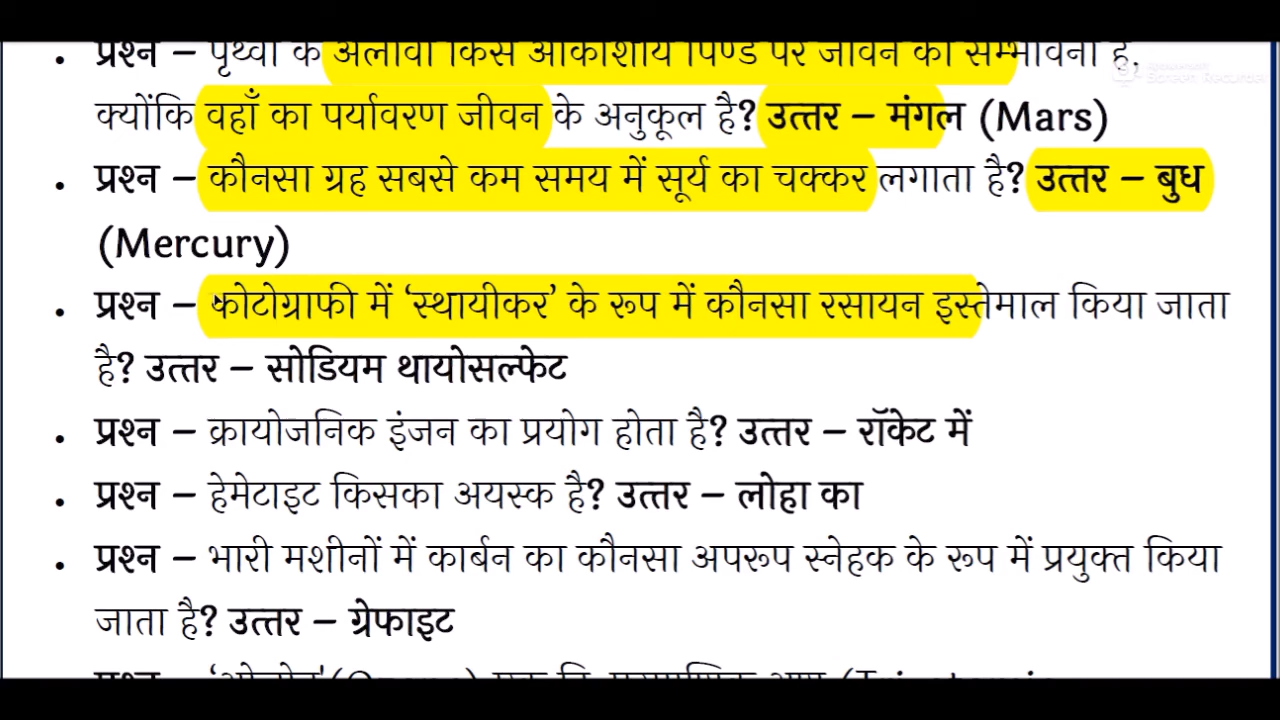 • प्रश्न – पृथ्वी के अलावा किस आकाशीय पिण्ड पर जीवन की सम्भावना है,
क्योंकि वहाँ का पर्यावरण जीवन के अनुकूल है? उत्तर – मंगल (Mars)
• प्रश्न – कौनसा ग्रह सबसे कम समय में सूर्य का चक्कर लगाता है? उत्तर – बुध
(Mercury)
• प्रश्न – फोटोग्राफी में ‘स्थायीकर’ के रूप में कौनसा रसायन इस्तेमाल किया जाता
है? उत्तर – सोडियम थायोसल्फेट
• प्रश्न – क्रायोजनिक इंजन का प्रयोग होता है? उत्तर – रॉकेट में
• प्रश्न – हेमेटाइट किसका अयस्क है? उत्तर – लोहा का
• प्रश्न – भारी मशीनों में कार्बन का कौनसा अपरूप स्नेहक के रूप में प्रयुक्त किया
जाता है? उत्तर – ग्रेफाइट